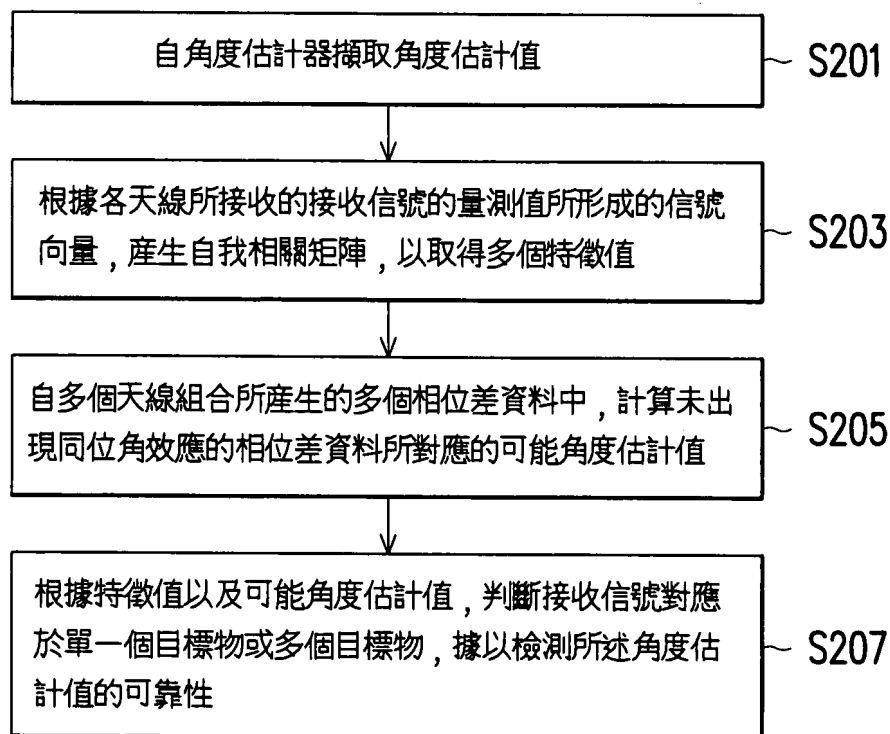 自角度估計器擷取角度估計值
S201
根據各天線所接收的接收信號的量測值所形成的信號
向量，產生自我相關矩陣，以取得多個特徵值
S203
自多個天線組合所產生的多個相位差資料中，計算未出
現同位角效應的相位差資料所對應的可能角度估計值
S205
根據特徵值以及可能角度估計值，判斷接收信號對應
於單一個目標物或多個目標物，據以檢測所述角度估
計值的可靠性
S207